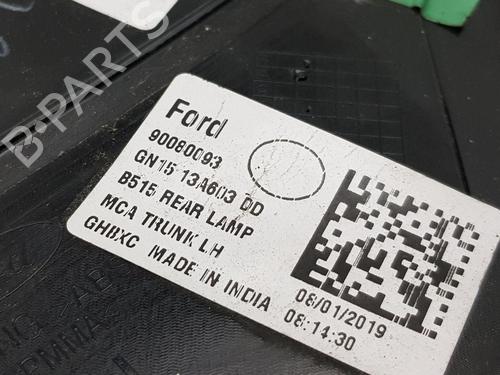 B-PARTS
Ford
90080093
GN15 13A603 DD
B515 REAR LAMP
MCA TRUNK LH
GHBXC MADE IN INDIA
08/01/2019
08:14:30